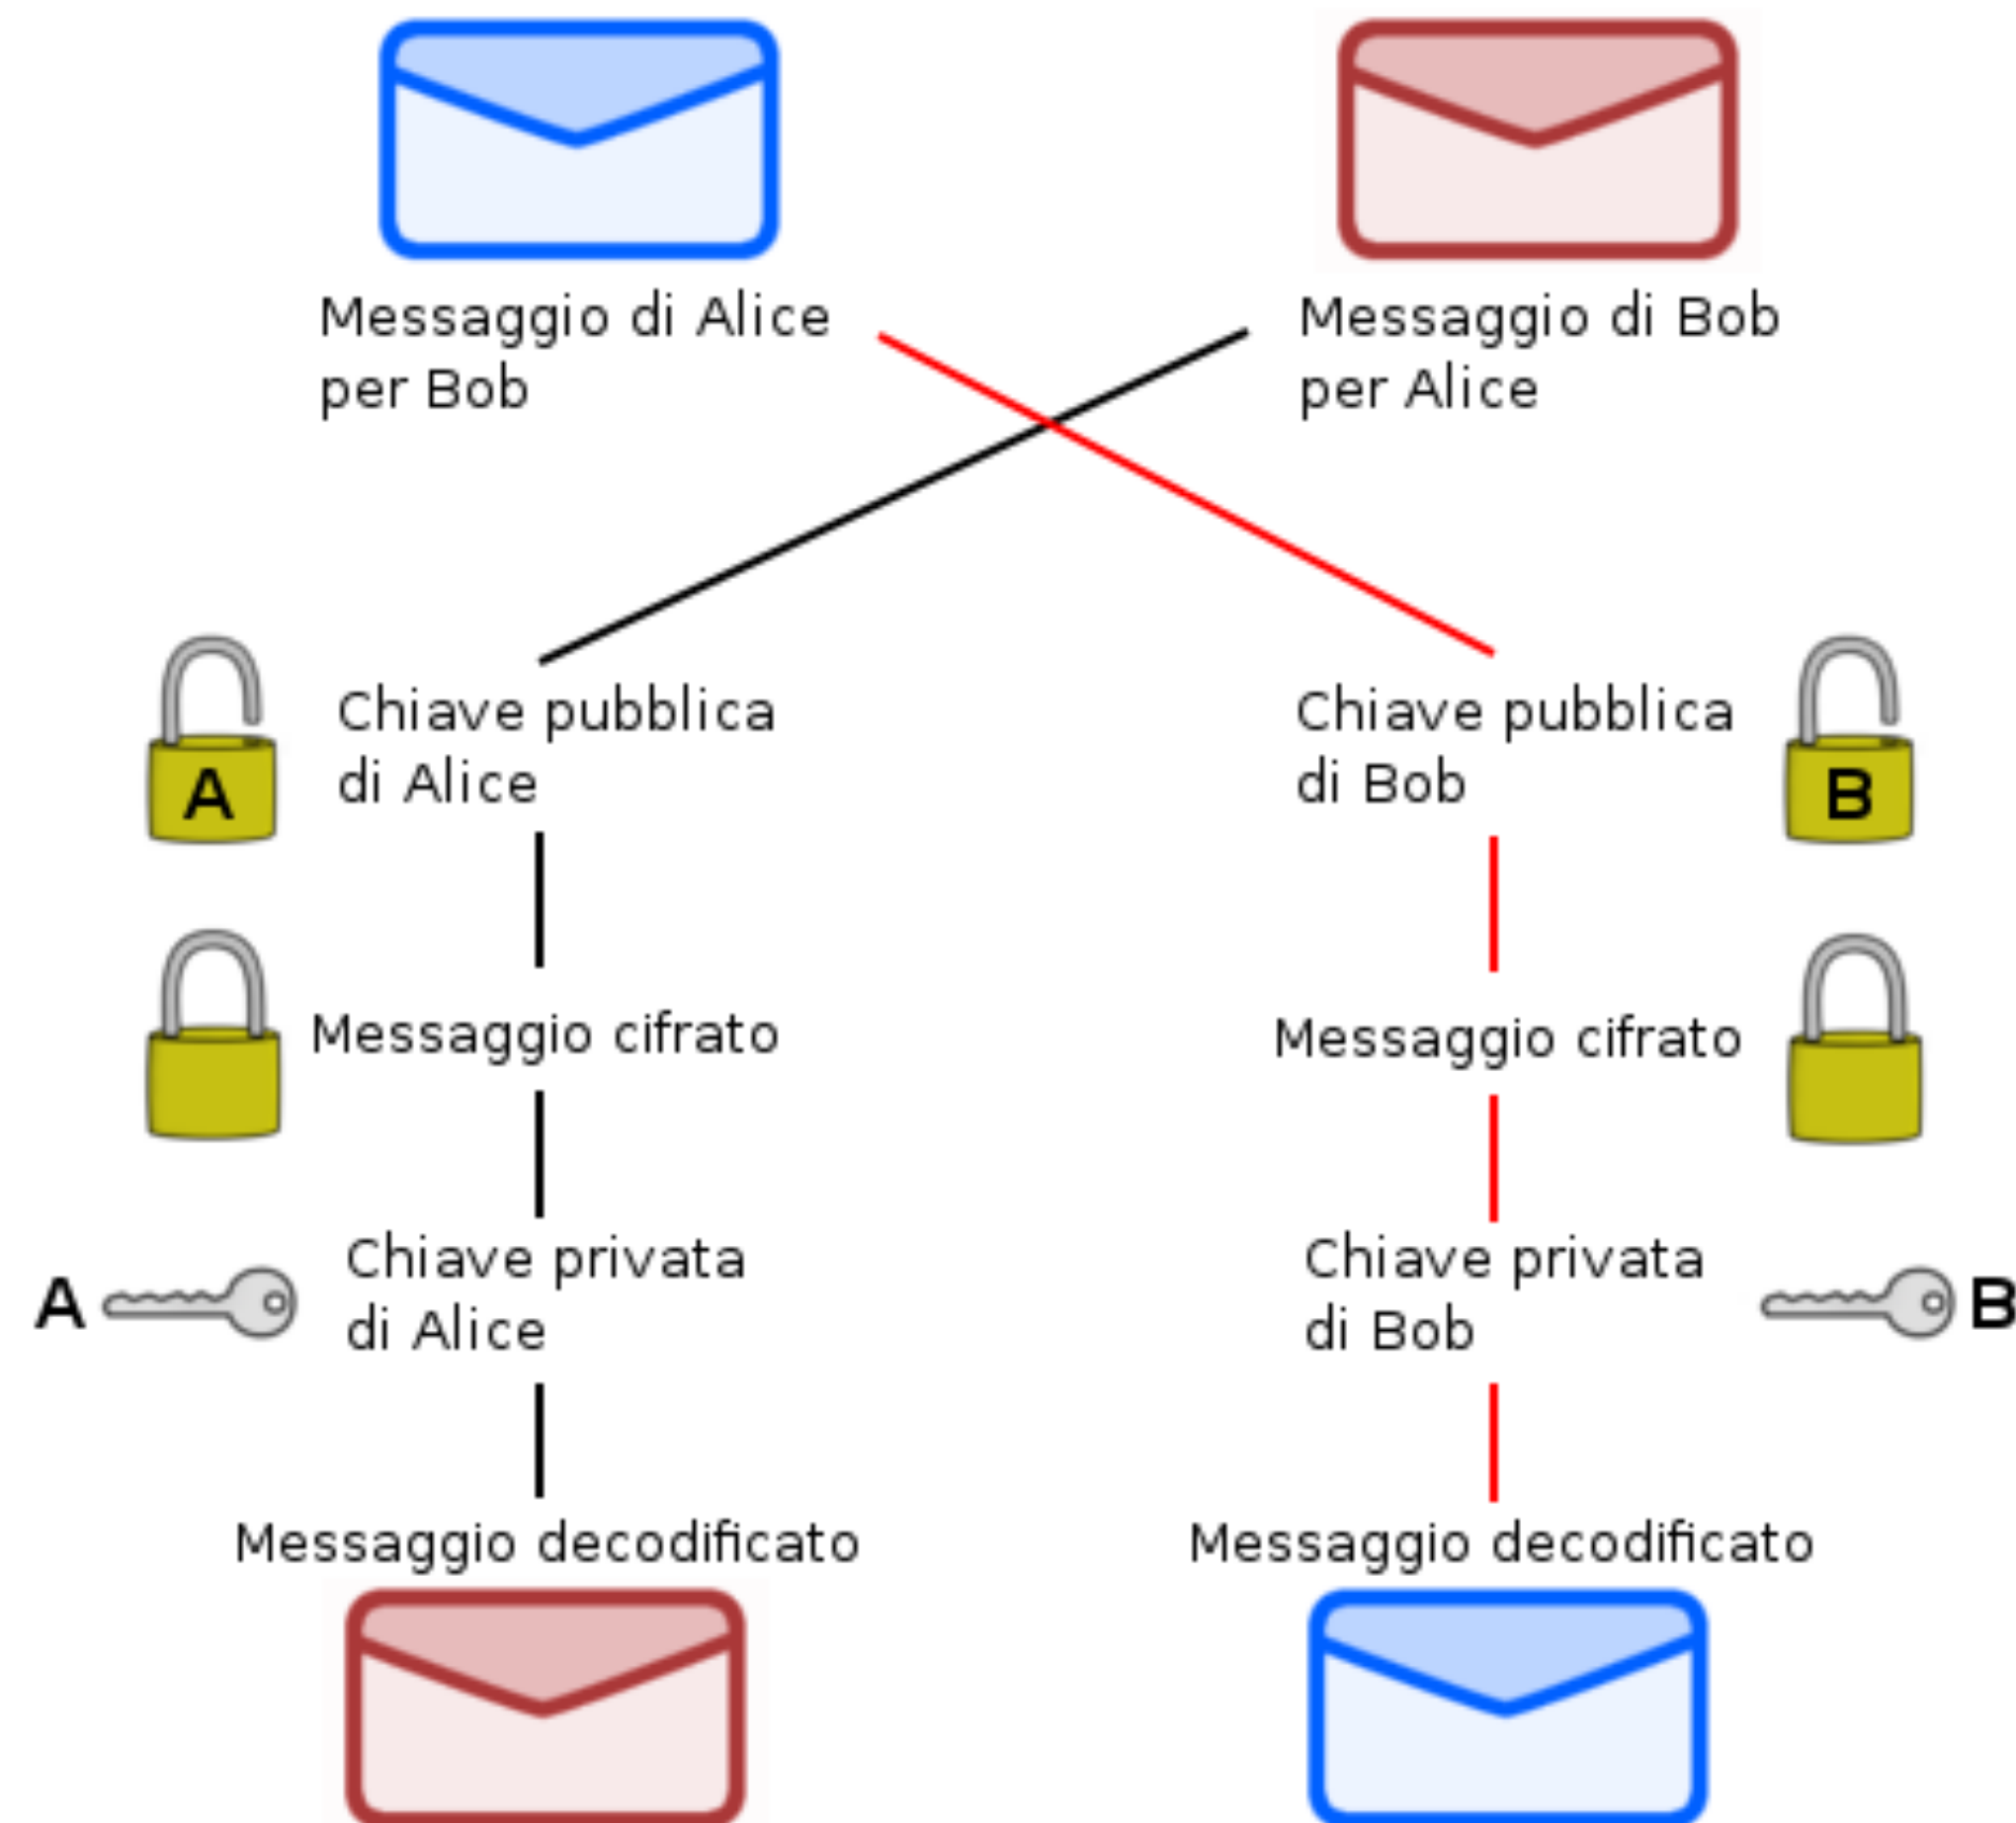 Messaggio di Alice
per Bob
Messaggio di Bob
per Alice
A
Chiave pubblica
di Alice
Chiave pubblica
di Bob
B
Messaggio cifrato
Messaggio cifrato
A
Chiave privata
di Alice
Chiave privata
di Bob
B
Messaggio decodificato
Messaggio decodificato